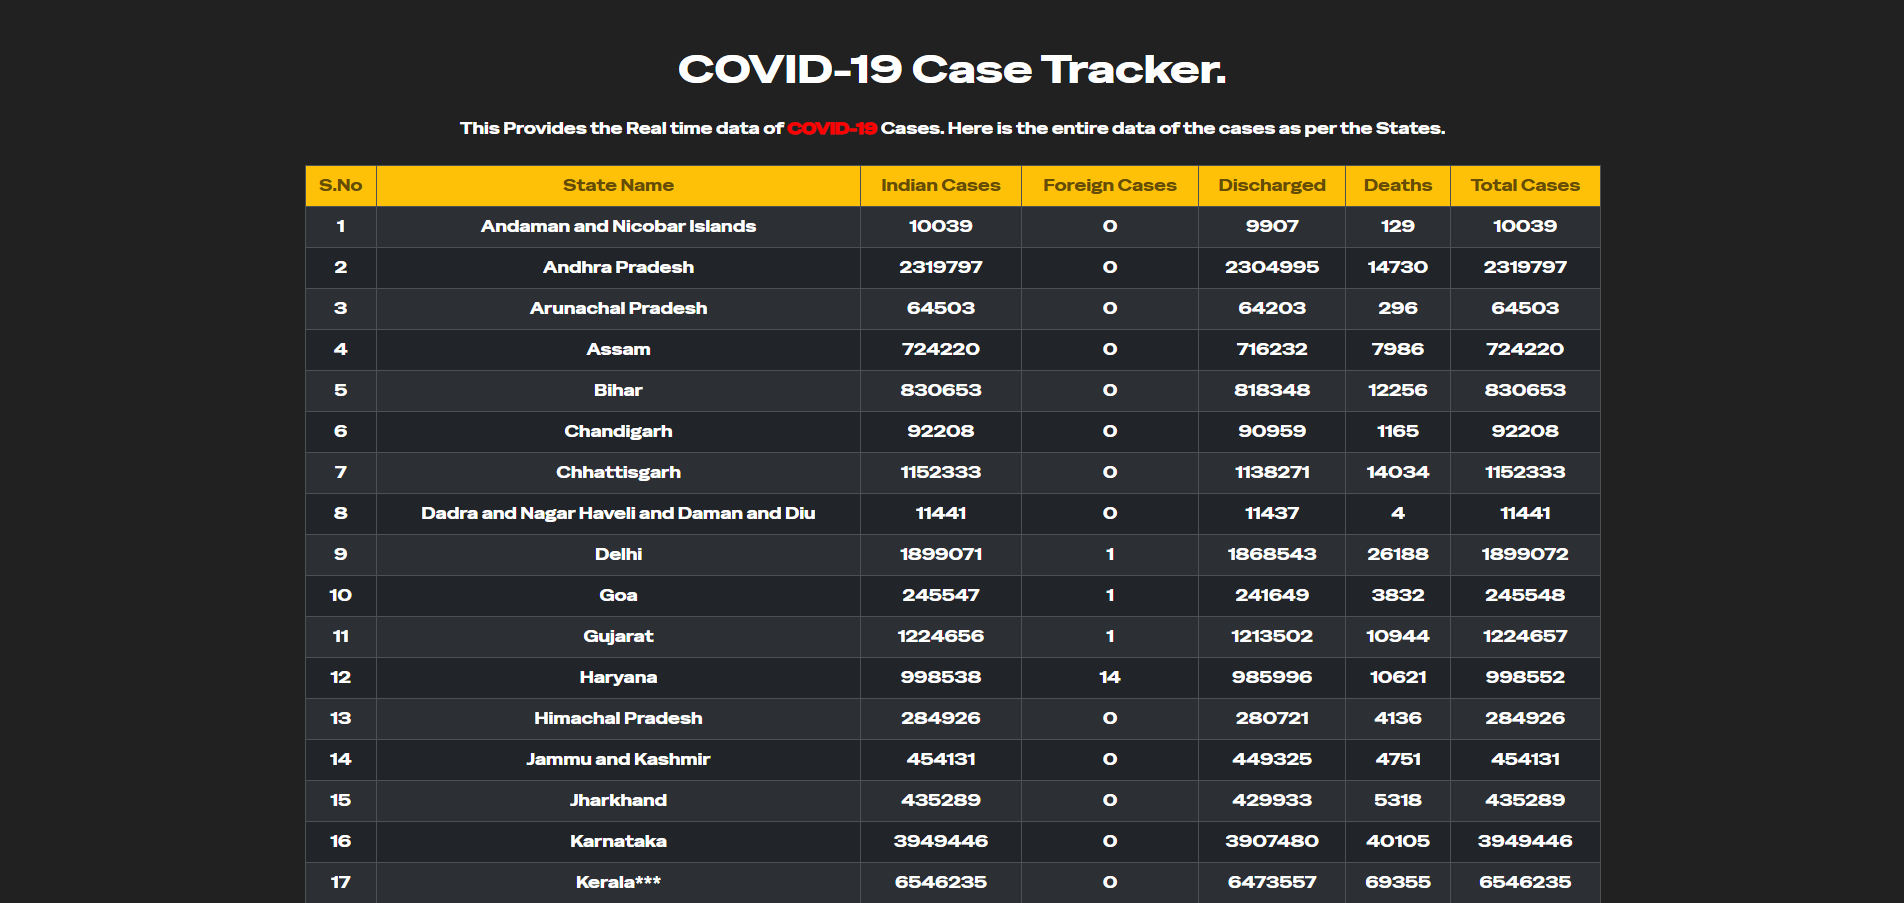 COVID-19 Case Tracker.
This Provides the Real time data of COVID-19 Cases. Here is the entire data of the cases as per the States.
S.No State Name Indian Cases Foreign Cases Discharged Deaths Total Cases
1 Andaman and Nicobar Islands 10039 0 9907 129 10039
2 Andhra Pradesh 2319797 0 2304995 14730 2319797
3 Arunachal Pradesh 64503 0 64203 296 64503
4 Assam 724220 0 716232 7986 724220
5 Bihar 830653 0 818348 12256 830653
6 Chandigarh 92208 0 90959 1165 92208
7 Chhattisgarh 1152333 0 1138271 14034 1152333
8 Dadra and Nagar Haveli and Daman and Diu 11441 0 11437 4 11441
9 Delhi 1899071 1 1868543 26188 1899072
10 Goa 245547 1 241649 3832 245548
11 Gujarat 1224656 1 1213502 10944 1224657
12 Haryana 998538 14 985996 10621 998552
13 Himachal Pradesh 284926 0 280721 4136 284926
14 Jammu and Kashmir 454131 0 449325 4751 454131
15 Jharkhand 435289 0 429933 5318 435289
16 Karnataka 3949446 0 3907480 40105 3949446
17 Kerala*** 6546235 0 6473557 69355 6546235